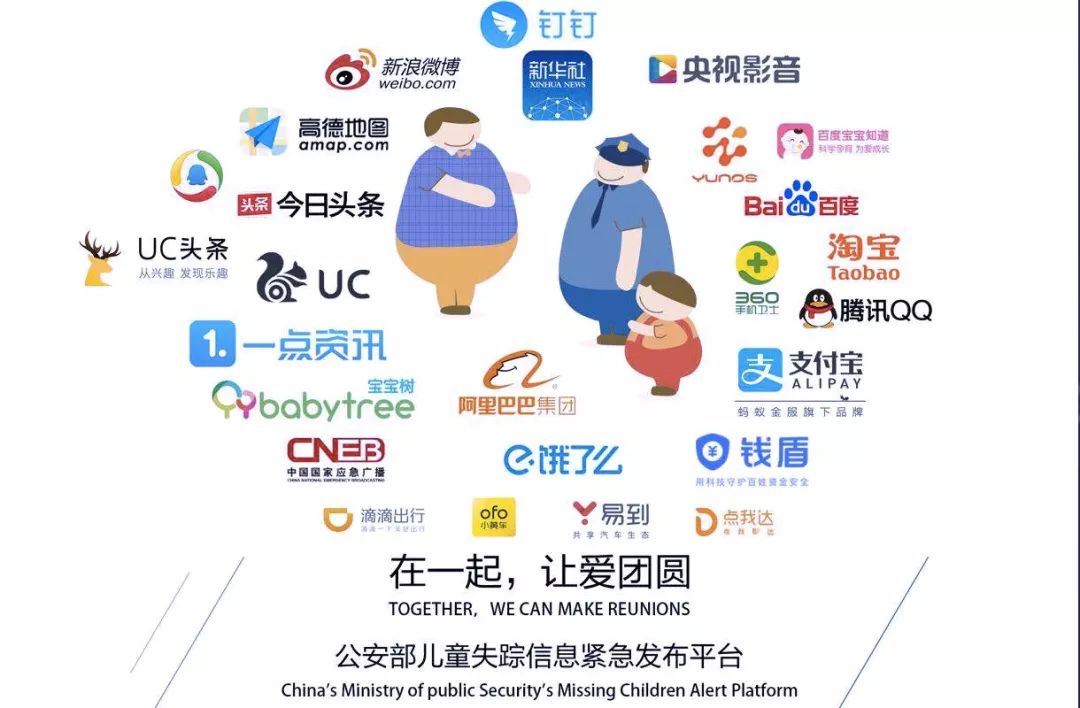 钉钉
新浪微博
weibo.com
新华社
XINHUA NEWS
央视影音
高德地图
amap.com
YUNOS
百度宝宝知道
科学孕育 为爱成长
头条 今日头条
Bai du 百度
UC头条
从兴趣 发现乐趣
UC
360
手机卫士
淘宝
Taobao
腾讯QQ
1. 一点资讯
支 支付宝
ALIPAY
蚂蚁金服旗下品牌
宝宝树
babytree
阿里巴巴集团
CNEB
中国国家应急广播
CHINA NATIONAL EMERGENCY BROADCASTING
饿了么
钱盾
用科技守护百姓资金安全
滴滴出行
滴滴一下 美好出行
ofo
小黄车
易到
共享汽车生态
点我达
在一起，让爱团圆
TOGETHER, WE CAN MAKE REUNIONS
公安部儿童失踪信息紧急发布平台
China's Ministry of public Security's Missing Children Alert Platform